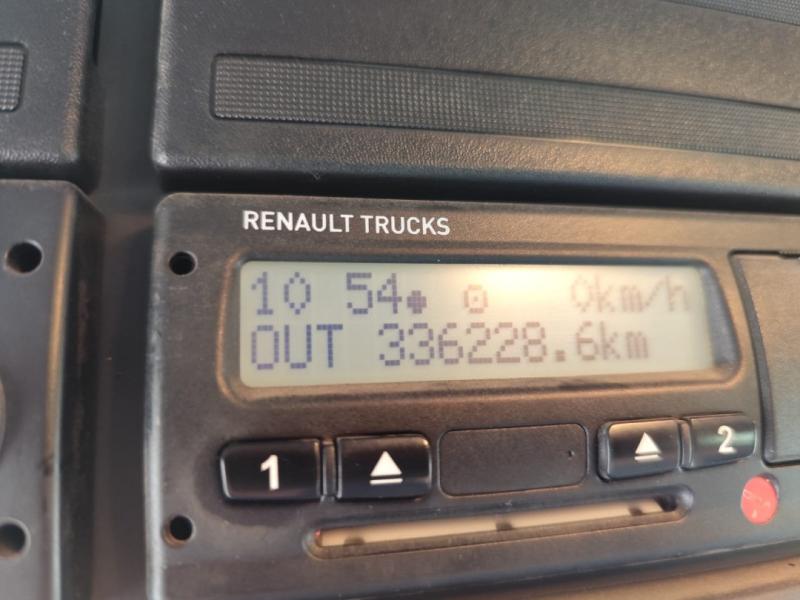 RENAULT TRUCKS
10 54 0km/h
OUT 336228.6km
1 2